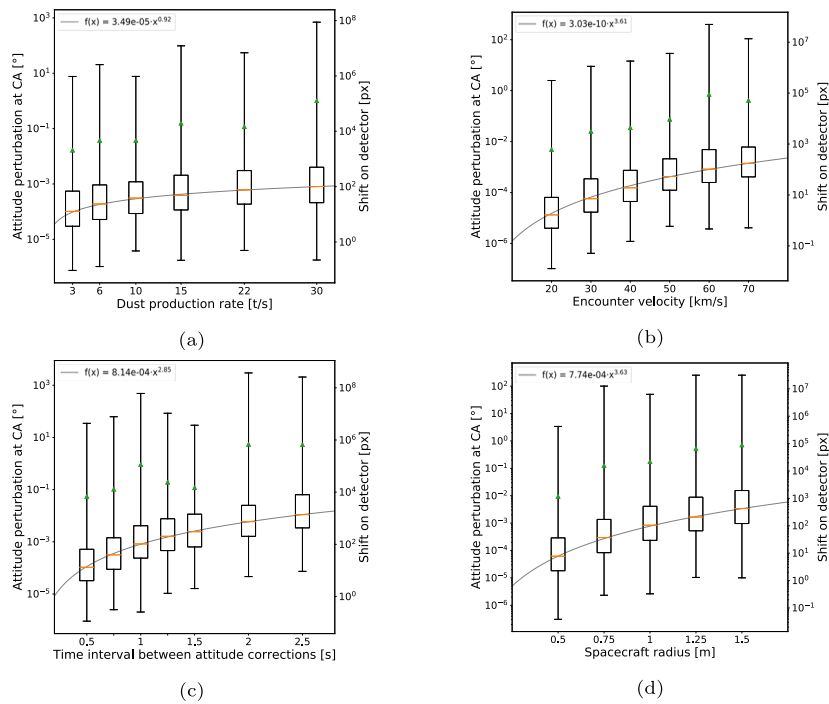 f(x) = 3.49e-05·x^0.92
Attitude perturbation at CA [°]
10^3
10^1
10^-1
10^-3
10^-5
Shift on detector [px]
10^8
10^6
10^4
10^2
10^0
3 6 10 15 22 30
Dust production rate [t/s]
(a)
f(x) = 3.03e-10·x^3.61
Attitude perturbation at CA [°]
10^2
10^0
10^-2
10^-4
10^-6
Shift on detector [px]
10^7
10^5
10^3
10^1
10^-1
20 30 40 50 60 70
Encounter velocity [km/s]
(b)
f(x) = 8.14e-04·x^2.85
Attitude perturbation at CA [°]
10^3
10^1
10^-1
10^-3
10^-5
Shift on detector [px]
10^8
10^6
10^4
10^2
10^0
0.5 1 1.5 2 2.5
Time interval between attitude corrections [s]
(c)
f(x) = 7.74e-04·x^3.63
Attitude perturbation at CA [°]
10^2
10^1
10^0
10^-1
10^-2
10^-3
10^-4
10^-5
10^-6
Shift on detector [px]
10^7
10^6
10^5
10^4
10^3
10^2
10^1
10^0
10^-1
0.5 0.75 1 1.25 1.5
Spacecraft radius [m]
(d)